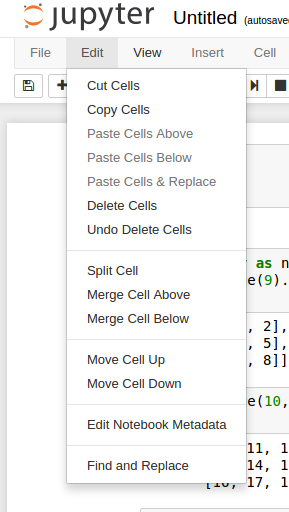 jupyter Untitled (autosaved
File Edit View Insert Cell
Cut Cells
Copy Cells
Paste Cells Above
Paste Cells Below
Paste Cells & Replace
Delete Cells
Undo Delete Cells
as n
e(9).
Split Cell
Merge Cell Above
Merge Cell Below
, 2],
, 5],
, 8]]
Move Cell Up
Move Cell Down
e(10,
Edit Notebook Metadata
11, 1
14, 1
Find and Replace
[16, 17, 1